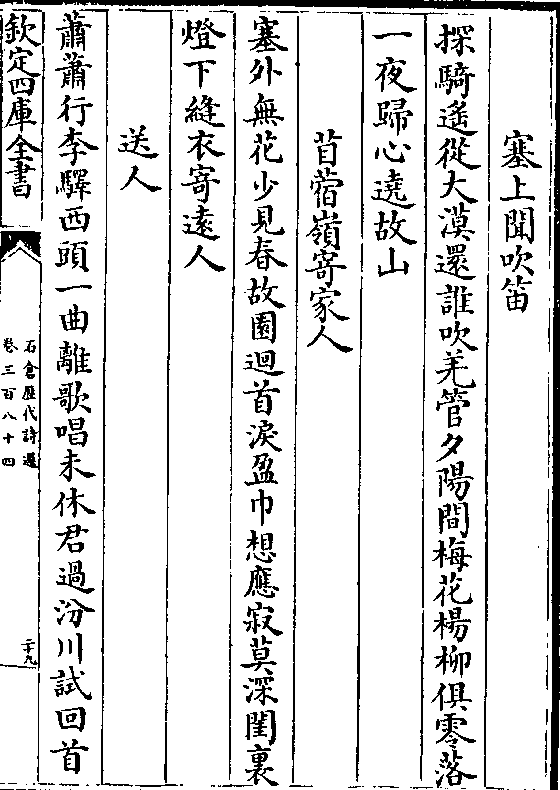 塞上聞吹笛
探騎遙從大漠還誰吹羌管夕陽間梅花楊柳俱零落
一夜歸心遶故山
苜蓿嶺寄家人
塞外無花少見春故園迴首淚盈巾想應寂莫深閨裏
燈下縫衣寄遠人
送人
蕭蕭行李驛西頭一曲離歌唱未休君過汾川試回首
欽定四庫全書
石倉歷代詩選
卷三百八十四
二十九